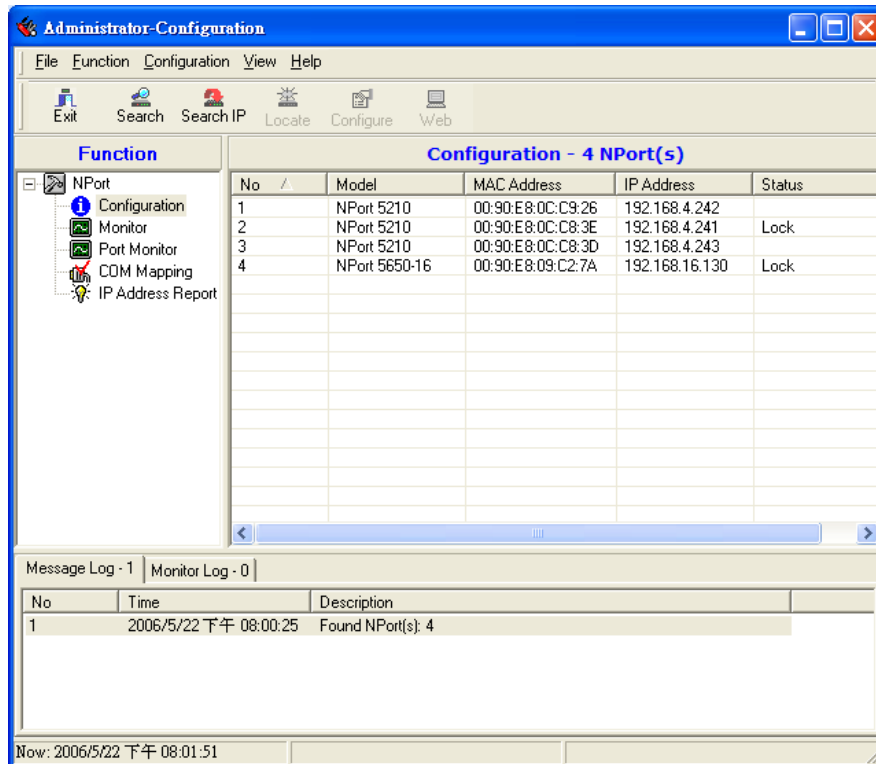 Administrator-Configuration
File Function Configuration View Help
Exit Search Search IP Locate Configure Web
Function
Configuration - 4 NPort(s)
NPort
Configuration
Monitor
Port Monitor
COM Mapping
IP Address Report
No Model MAC Address IP Address Status
1 NPort 5210 00:90:E8:0C:C9:26 192.168.4.242
2 NPort 5210 00:90:E8:0C:C8:3E 192.168.4.241 Lock
3 NPort 5210 00:90:E8:0C:C8:3D 192.168.4.243
4 NPort 5650-16 00:90:E8:09:C2:7A 192.168.16.130 Lock
Message Log - 1 Monitor Log - 0
No Time Description
1 2006/5/22 下午 08:00:25 Found NPort(s): 4
Now: 2006/5/22 下午 08:01:51